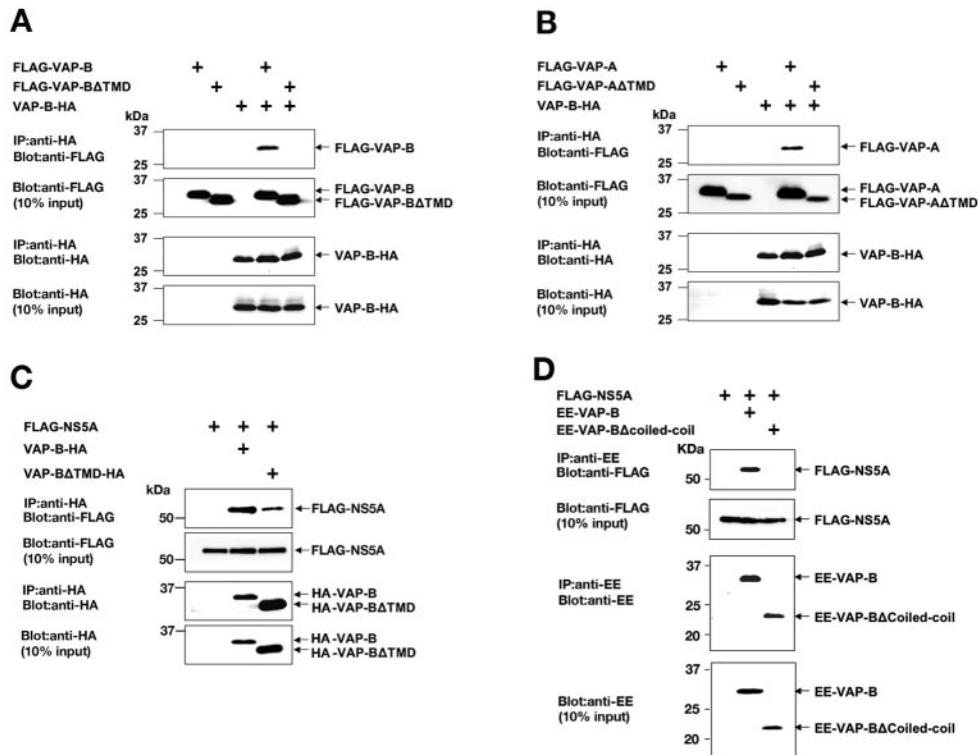 A
FLAG-VAP-B + +
FLAG-VAP-BΔTMD + +
VAP-B-HA + + +
kDa
IP:anti-HA
Blot:anti-FLAG
37
25
FLAG-VAP-B
Blot:anti-FLAG
(10% input)
37
25
FLAG-VAP-B
FLAG-VAP-BΔTMD
IP:anti-HA
Blot:anti-HA
37
25
VAP-B-HA
Blot:anti-HA
(10% input)
37
25
VAP-B-HA
B
FLAG-VAP-A + +
FLAG-VAP-AΔTMD + +
VAP-B-HA + + +
kDa
IP:anti-HA
Blot:anti-FLAG
37
25
FLAG-VAP-A
Blot:anti-FLAG
(10% input)
37
25
FLAG-VAP-A
FLAG-VAP-AΔTMD
IP:anti-HA
Blot:anti-HA
37
25
VAP-B-HA
Blot:anti-HA
(10% input)
37
25
VAP-B-HA
C
FLAG-NS5A + + +
VAP-B-HA +
VAP-BΔTMD-HA +
kDa
IP:anti-HA
Blot:anti-FLAG
50
FLAG-NS5A
Blot:anti-FLAG
(10% input)
50
FLAG-NS5A
IP:anti-HA
Blot:anti-HA
37
HA-VAP-B
HA-VAP-BΔTMD
Blot:anti-HA
(10% input)
37
HA-VAP-B
HA-VAP-BΔTMD
D
FLAG-NS5A + + +
EE-VAP-B +
EE-VAP-BΔcoiled-coil +
KDa
IP:anti-EE
Blot:anti-FLAG
50
FLAG-NS5A
Blot:anti-FLAG
(10% input)
50
FLAG-NS5A
IP:anti-EE
Blot:anti-EE
37
25
20
EE-VAP-B
EE-VAP-BΔCoiled-coil
Blot:anti-EE
(10% input)
37
25
20
EE-VAP-B
EE-VAP-BΔCoiled-coil